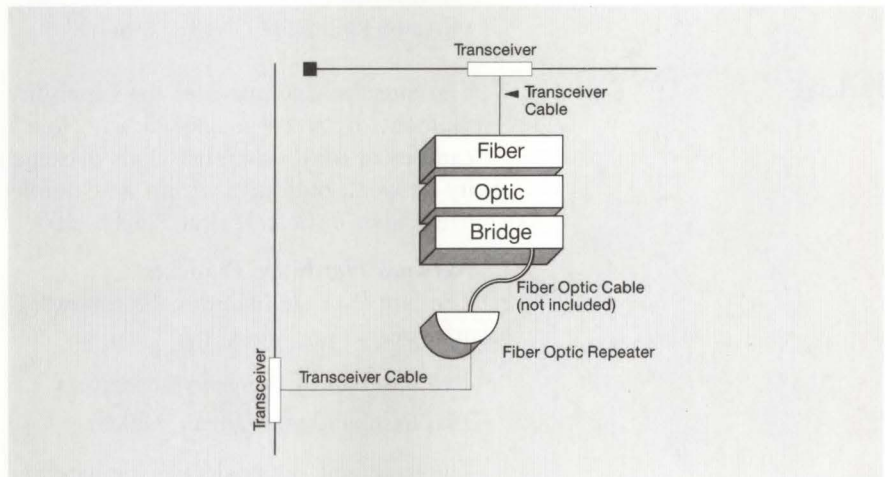 Transceiver
Transceiver
Cable
Fiber
Optic
Bridge
Fiber Optic Cable
(not included)
Fiber Optic Repeater
Transceiver Cable
Transceiver